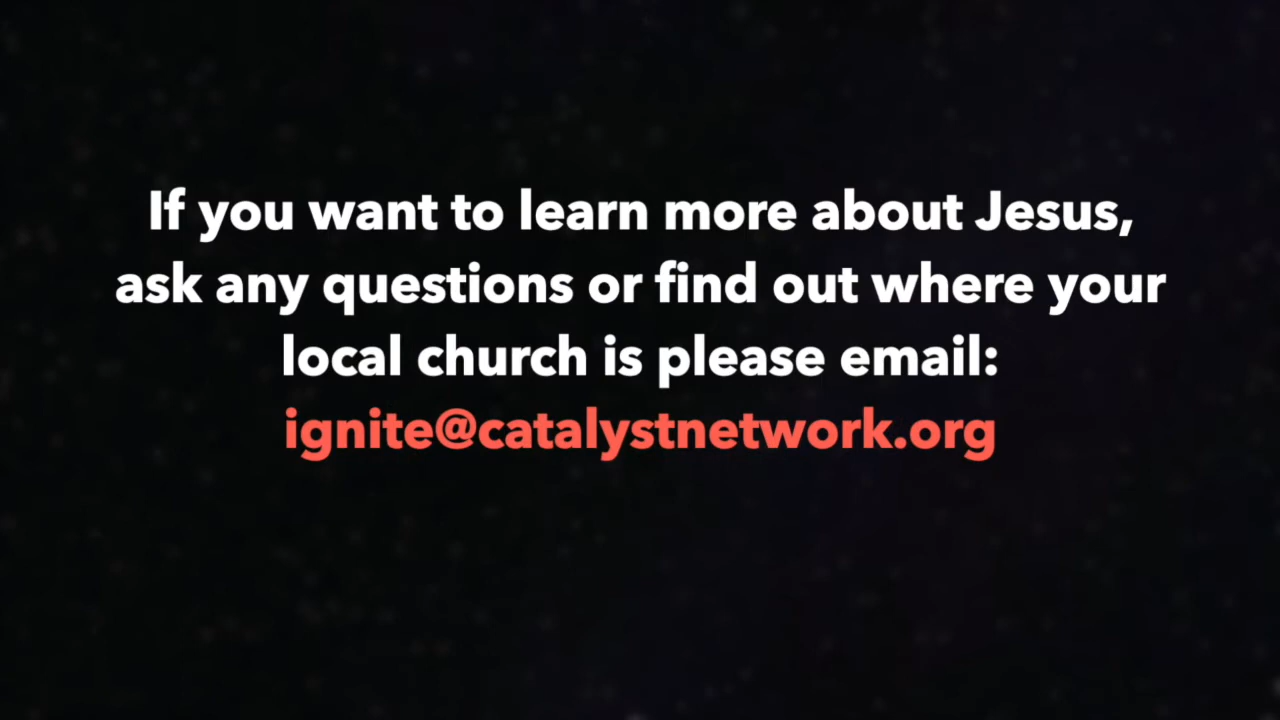 If you want to learn more about Jesus,
ask any questions or find out where your
local church is please email:
ignite@catalystnetwork.org